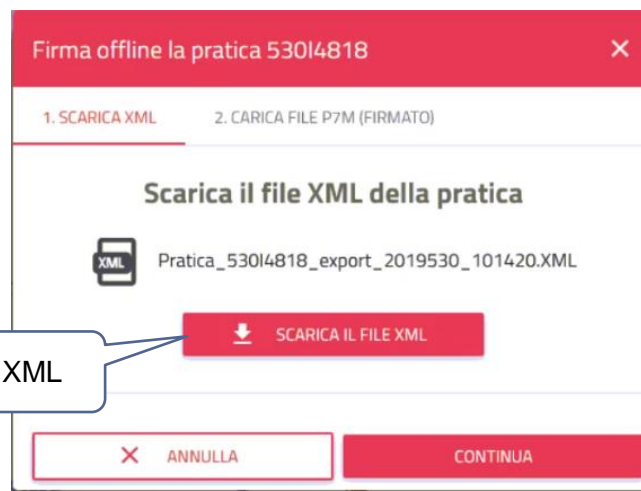 Firma offline la pratica 530I4818
1. SCARICA XML
2. CARICA FILE P7M (FIRMATO)
Scarica il file XML della pratica
XML
Pratica_530I4818_export_2019530_101420.XML
SCARICA IL FILE XML
XML
ANNULLA
CONTINUA